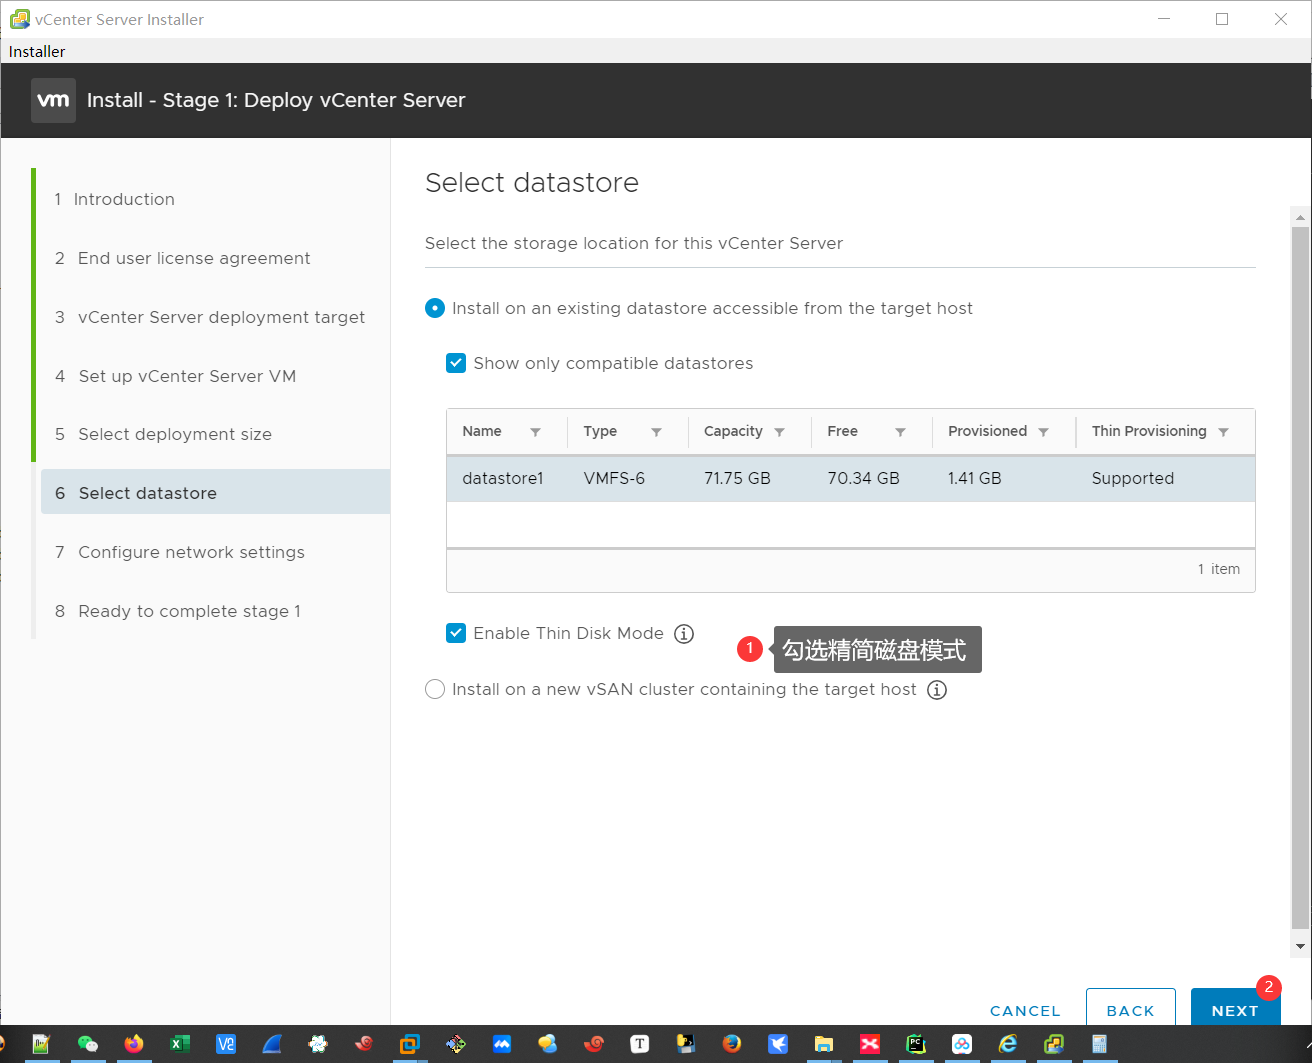 vCenter Server Installer
Installer
vm Install - Stage 1: Deploy vCenter Server
1 Introduction
2 End user license agreement
3 vCenter Server deployment target
4 Set up vCenter Server VM
5 Select deployment size
6 Select datastore
7 Configure network settings
8 Ready to complete stage 1
Select datastore
Select the storage location for this vCenter Server
Install on an existing datastore accessible from the target host
Show only compatible datastores
Name Type Capacity Free Provisioned Thin Provisioning
datastore1 VMFS-6 71.75 GB 70.34 GB 1.41 GB Supported
1 item
Enable Thin Disk Mode
1 勾选精简磁盘模式
Install on a new vSAN cluster containing the target host
2
CANCEL BACK NEXT